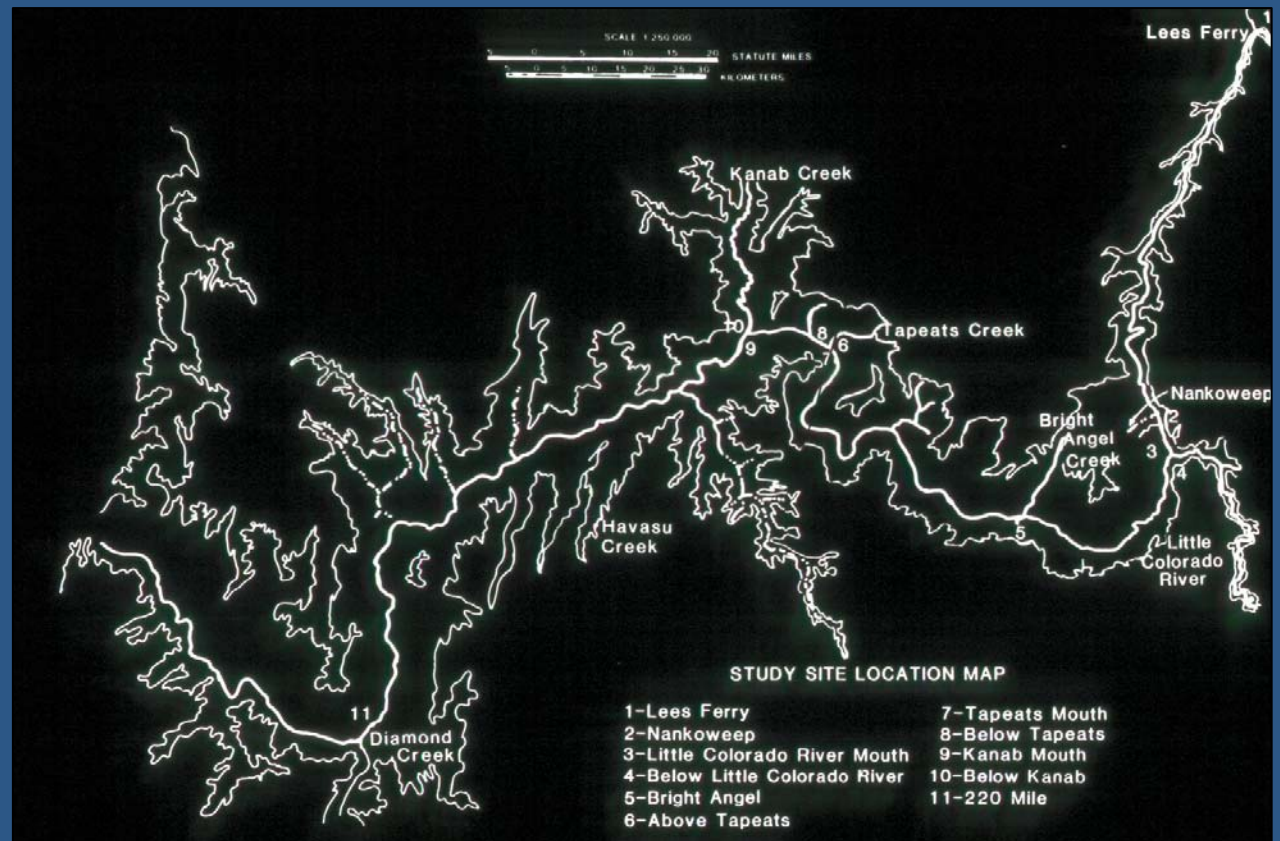 SCALE 1:250,000
5 0 5 10 15 20
STATUTE MILES
5 0 5 10 15 20 25 30
KILOMETERS
1
Lees Ferry
Kanab Creek
10
9
8
6
7
Tapeats Creek
Nankoweep
2
Bright
Angel
Creek
3
4
5
Havasu
Creek
Little
Colorado
River
11
Diamond
Creek
STUDY SITE LOCATION MAP
1-Lees Ferry
2-Nankoweep
3-Little Colorado River Mouth
4-Below Little Colorado River
5-Bright Angel
6-Above Tapeats
7-Tapeats Mouth
8-Below Tapeats
9-Kanab Mouth
10-Below Kanab
11-220 Mile